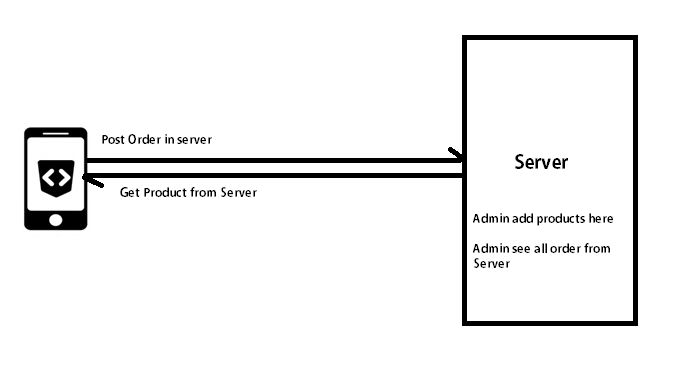 Post Order in server
Get Product from Server
Server
Admin add products here
Admin see all order from
Server